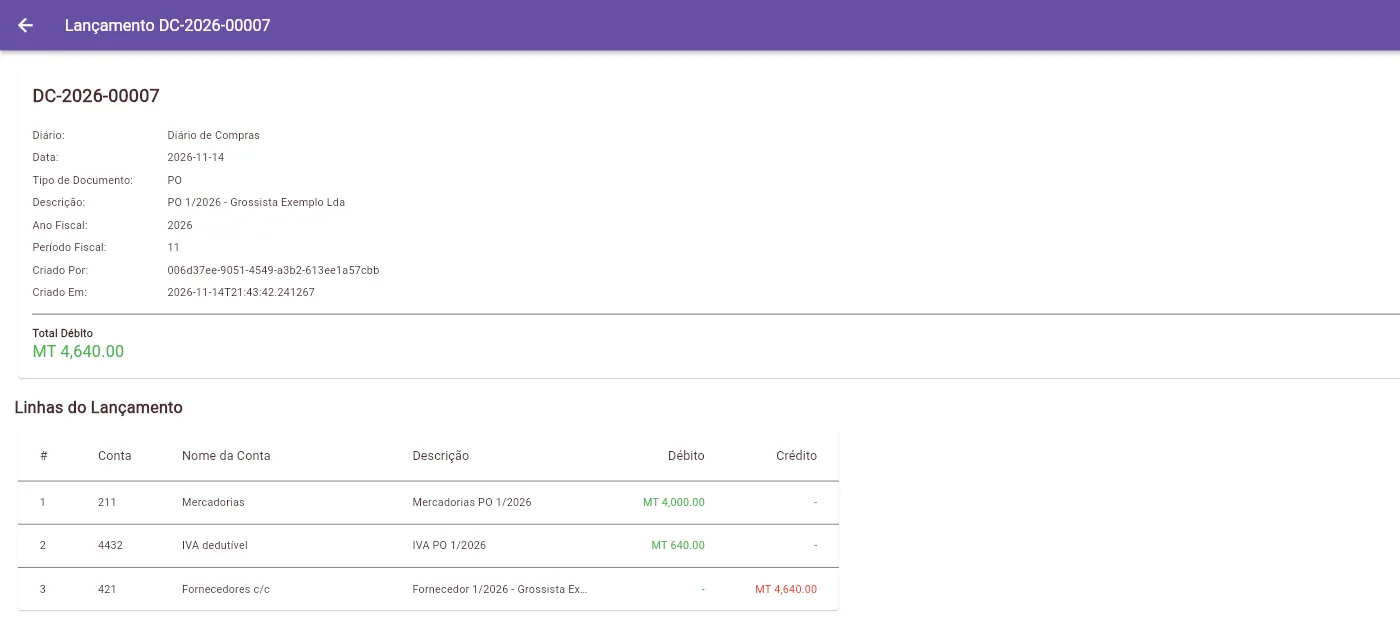 Lançamento DC-2026-00007
DC-2026-00007
Diário: Diário de Compras
Data: 2026-11-14
Tipo de Documento: PO
Descrição: PO 1/2026 - Grossista Exemplo Lda
Ano Fiscal: 2026
Período Fiscal: 11
Criado Por: 006d37ee-9051-4549-a3b2-613ee1a57cbb
Criado Em: 2026-11-14T21:43:42.241267
Total Débito
MT 4,640.00
Linhas do Lançamento
# Conta Nome da Conta Descrição Débito Crédito
1 211 Mercadorias Mercadorias PO 1/2026 MT 4,000.00 -
2 4432 IVA dedutível IVA PO 1/2026 MT 640.00 -
3 421 Fornecedores c/c Fornecedor 1/2026 - Grossista Ex... - MT 4,640.00